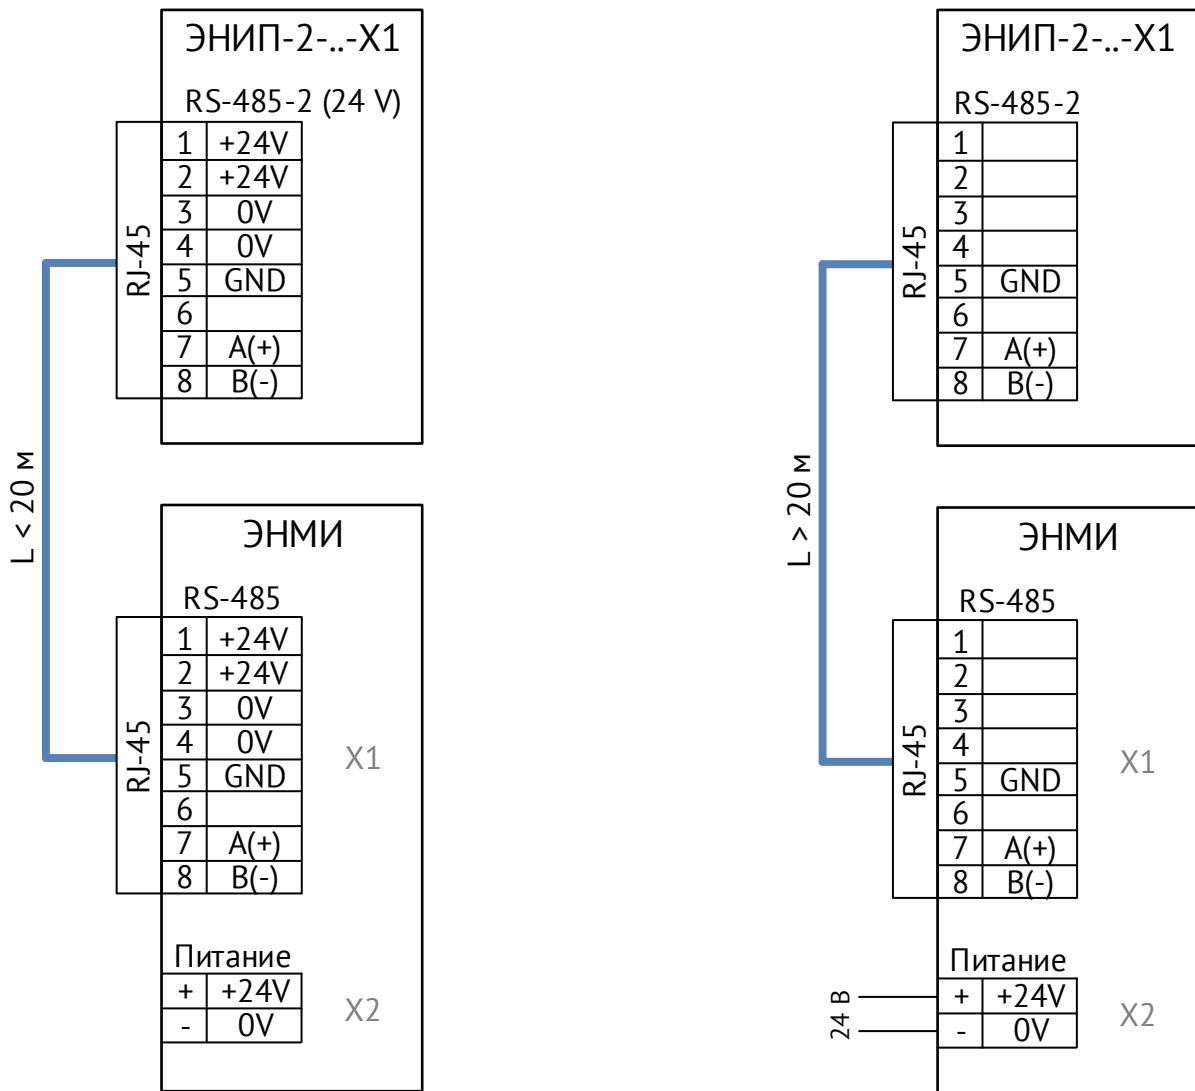 ЭНИП-2-..-X1
RS-485-2 (24 V)
RJ-45
1 +24V
2 +24V
3 0V
4 0V
5 GND
6
7 A(+)
8 B(-)
L < 20 м
ЭНМИ
RS-485
RJ-45
1 +24V
2 +24V
3 0V
4 0V
5 GND
6
7 A(+)
8 B(-)
X1
Питание
+ +24V
- 0V
X2
ЭНИП-2-..-X1
RS-485-2
RJ-45
1
2
3
4
5 GND
6
7 A(+)
8 B(-)
L > 20 м
ЭНМИ
RS-485
RJ-45
1
2
3
4
5 GND
6
7 A(+)
8 B(-)
X1
Питание
24 В
+ +24V
- 0V
X2